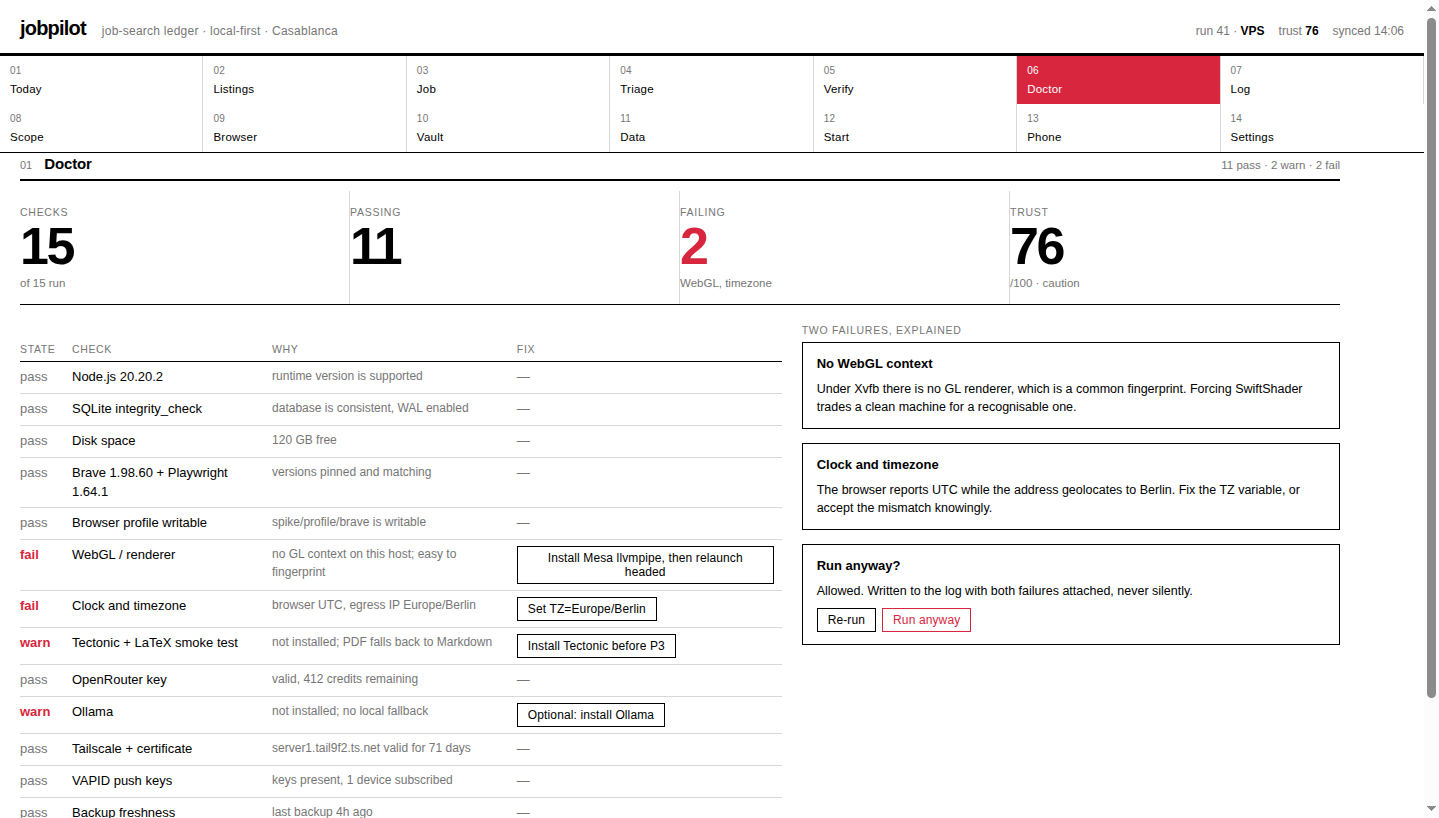 jobpilot job-search ledger · local-first · Casablanca run 41 · VPS trust 76 synced 14:06
01 02 03 04 05 06 07
Today Listings Job Triage Verify Doctor Log
08 09 10 11 12 13 14
Scope Browser Vault Data Start Phone Settings
01 Doctor 11 pass · 2 warn · 2 fail
CHECKS PASSING FAILING TRUST
15 11 2 76
of 15 run WebGL, timezone /100 · caution
STATE CHECK WHY FIX
pass Node.js 20.20.2 runtime version is supported —
pass SQLite integrity_check database is consistent, WAL enabled —
pass Disk space 120 GB free —
pass Brave 1.98.60 + Playwright versions pinned and matching —
1.64.1
pass Browser profile writable spike/profile/brave is writable —
fail WebGL / renderer no GL context on this host; easy to Install Mesa llvmpipe, then relaunch
fingerprint headed
fail Clock and timezone browser UTC, egress IP Europe/Berlin Set TZ=Europe/Berlin
warn Tectonic + LaTeX smoke test not installed; PDF falls back to Markdown Install Tectonic before P3
pass OpenRouter key valid, 412 credits remaining —
warn Ollama not installed; no local fallback Optional: install Ollama
pass Tailscale + certificate server1.tail9f2.ts.net valid for 71 days —
pass VAPID push keys keys present, 1 device subscribed —
pass Backup freshness last backup 4h ago —
TWO FAILURES, EXPLAINED
No WebGL context
Under Xvfb there is no GL renderer, which is a common fingerprint. Forcing SwiftShader
trades a clean machine for a recognisable one.
Clock and timezone
The browser reports UTC while the address geolocates to Berlin. Fix the TZ variable, or
accept the mismatch knowingly.
Run anyway?
Allowed. Written to the log with both failures attached, never silently.
Re-run Run anyway